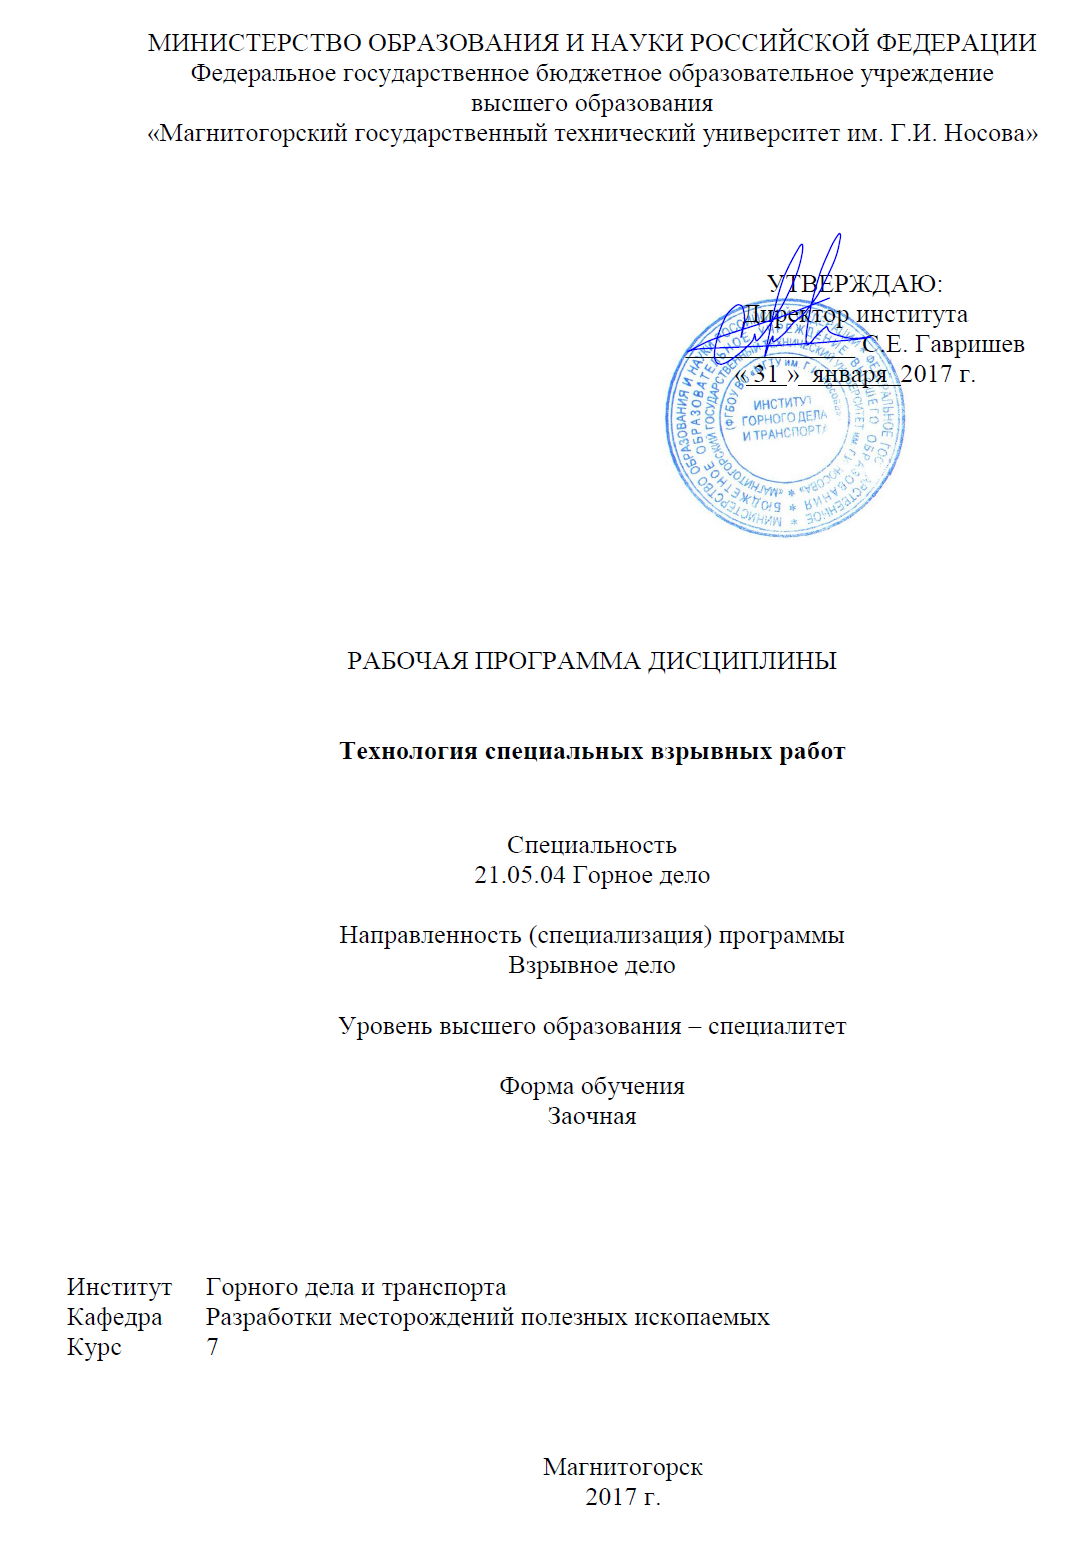 МИНИСТЕРСТВО ОБРАЗОВАНИЯ И НАУКИ РОССИЙСКОЙ ФЕДЕРАЦИИ
Федеральное государственное бюджетное образовательное учреждение
высшего образования
«Магнитогорский государственный технический университет им. Г.И. Носова»
УТВЕРЖДАЮ:
Директор института
С.Е. Гавришев
« 31 » января 2017 г.
ИНСТИТУТ
ГОРНОГО ДЕЛА
И ТРАНСПОРТА
РАБОЧАЯ ПРОГРАММА ДИСЦИПЛИНЫ
Технология специальных взрывных работ
Специальность
21.05.04 Горное дело
Направленность (специализация) программы
Взрывное дело
Уровень высшего образования – специалитет
Форма обучения
Заочная
Институт Горного дела и транспорта
Кафедра Разработки месторождений полезных ископаемых
Курс 7
Магнитогорск
2017 г.